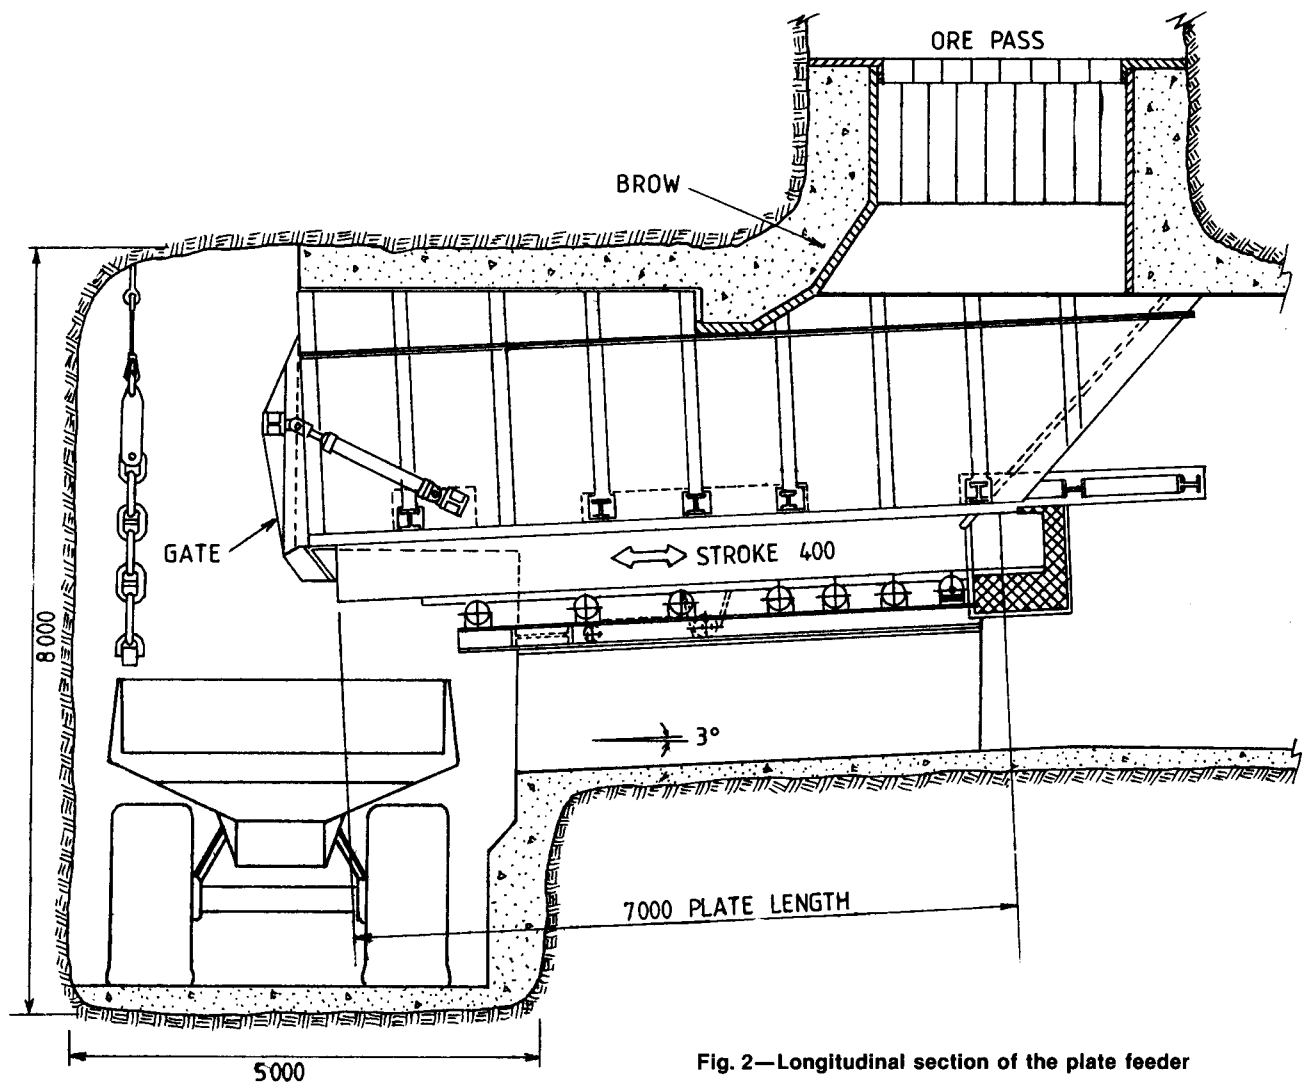 ORE PASS
BROW
GATE
STROKE 400
8000
3°
7000 PLATE LENGTH
5000
Fig. 2—Longitudinal section of the plate feeder